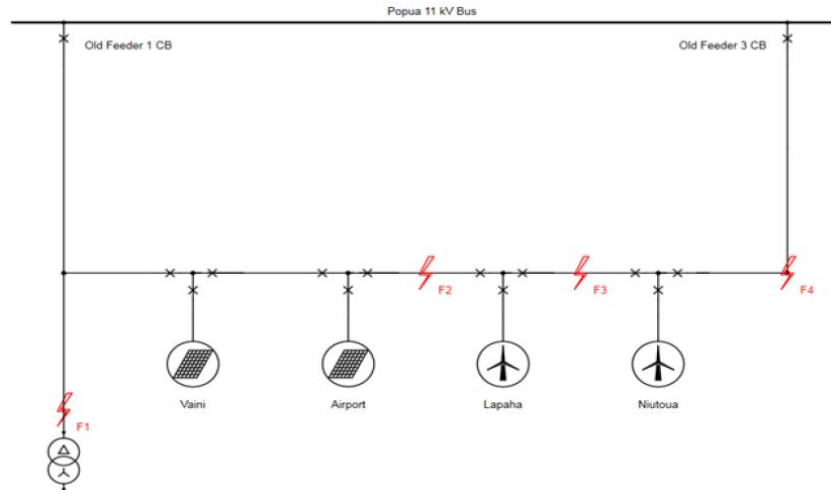 Popua 11 kV Bus
Old Feeder 1 CB
Old Feeder 3 CB
F2
F3
F4
Vaini
Airport
Lapaha
Niutoua
F1